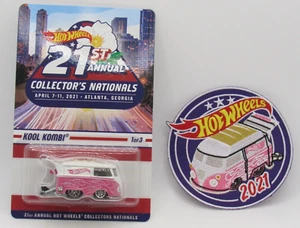 Hot Wheels
21ST
ANNUAL
COLLECTOR'S NATIONALS
APRIL 7-11, 2021 • ATLANTA, GEORGIA
KOOL KOMBI®
1 OF 3
21ST ANNUAL HOT WHEELS COLLECTORS NATIONALS
HOT WHEELS
2021